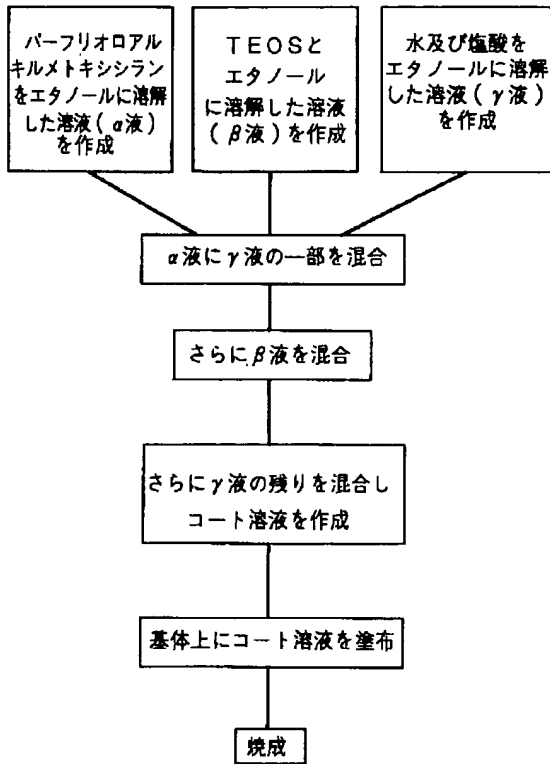 パーフリオロアル
キルメトキシシラン
をエタノールに溶解
した溶液(α液)
を作成
TEOSと
エタノール
に溶解した溶液
(β液)を作成
水及び塩酸を
エタノールに溶解
した溶液(γ液)
を作成
α液にγ液の一部を混合
さらにβ液を混合
さらにγ液の残りを混合し
コート溶液を作成
基体上にコート溶液を塗布
焼成